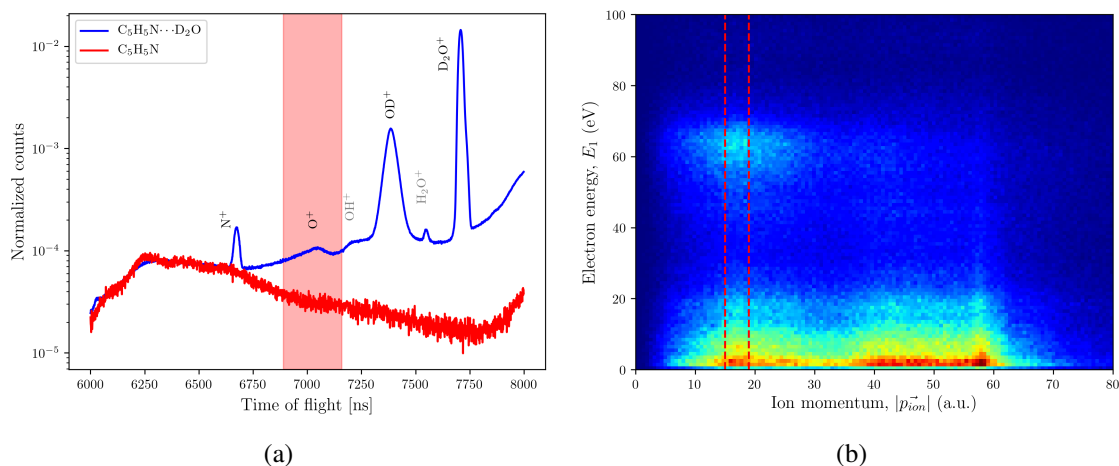 C₅H₅N···D₂O
C₅H₅N
10⁻²
10⁻³
10⁻⁴
10⁻⁵
Normalized counts
N⁺
O⁺
OH⁺
OD⁺
H₂O⁺
D₂O⁺
6000 6250 6500 6750 7000 7250 7500 7750 8000
Time of flight [ns]
(a)
100
80
60
40
20
0
Electron energy, E₁ (eV)
0 10 20 30 40 50 60 70 80
Ion momentum, |p⃗ᵢₒₙ| (a.u.)
(b)